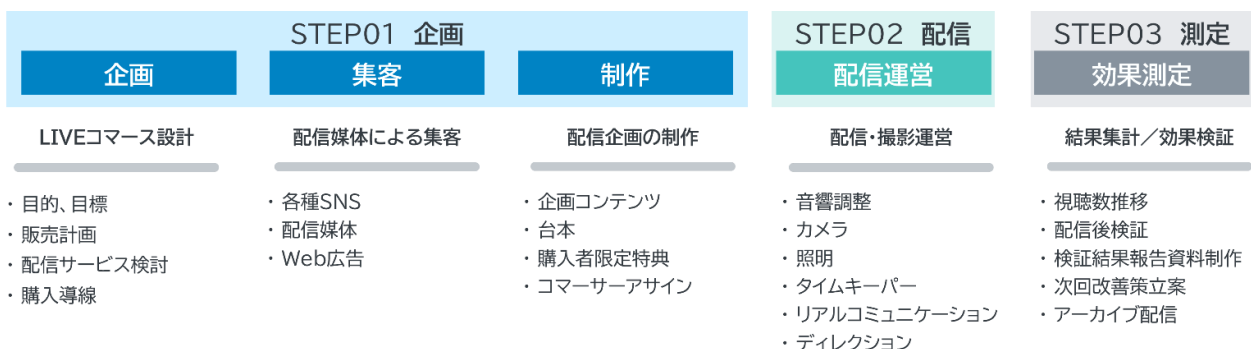 STEP01 企画
企画
集客
制作
LIVEコマース設計
・目的、目標
・販売計画
・配信サービス検討
・購入導線
配信媒体による集客
・各種SNS
・配信媒体
・Web広告
配信企画の制作
・企画コンテンツ
・台本
・購入者限定特典
・コマーサーアサイン
STEP02 配信
配信運営
配信・撮影運営
・音響調整
・カメラ
・照明
・タイムキーパー
・リアルコミュニケーション
・ディレクション
STEP03 測定
効果測定
結果集計／効果検証
・視聴数推移
・配信後検証
・検証結果報告資料制作
・次回改善策立案
・アーカイブ配信